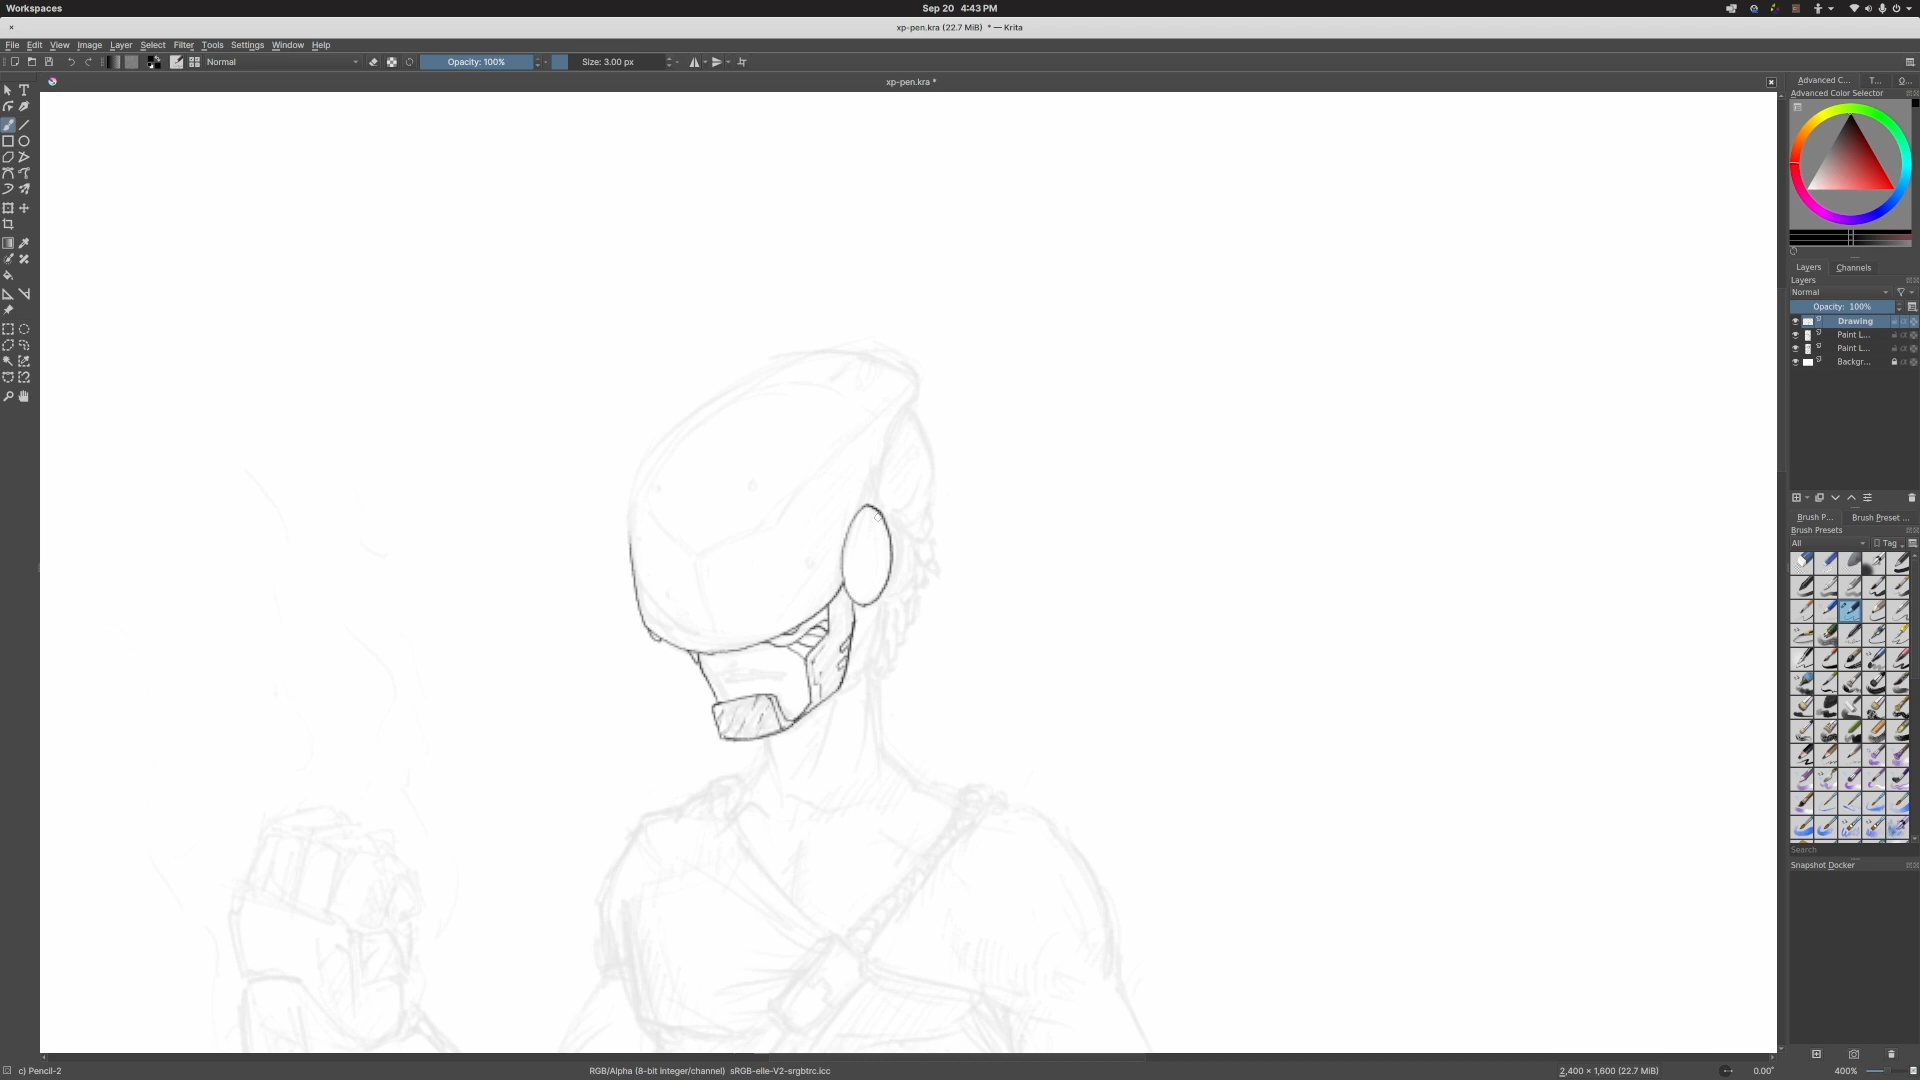 Workspaces
Sep 20 4:43 PM
xp-pen.kra (22.7 MiB) * — Krita
File Edit View Image Layer Select Filter Tools Settings Window Help
Normal
Opacity: 100%
Size: 3.00 px
xp-pen.kra *
Advanced C... T... O...
Advanced Color Selector
Layers Channels
Layers
Normal
Opacity: 100%
Drawing
Paint L...
Paint L...
Backgr...
Brush P... Brush Preset ...
Brush Presets
All
Tag
Search
Snapshot Docker
c) Pencil-2
RGB/Alpha (8-bit integer/channel) sRGB-elle-V2-srgbtrc.icc
2,400 × 1,600 (22.7 MiB)
0.00°
400%